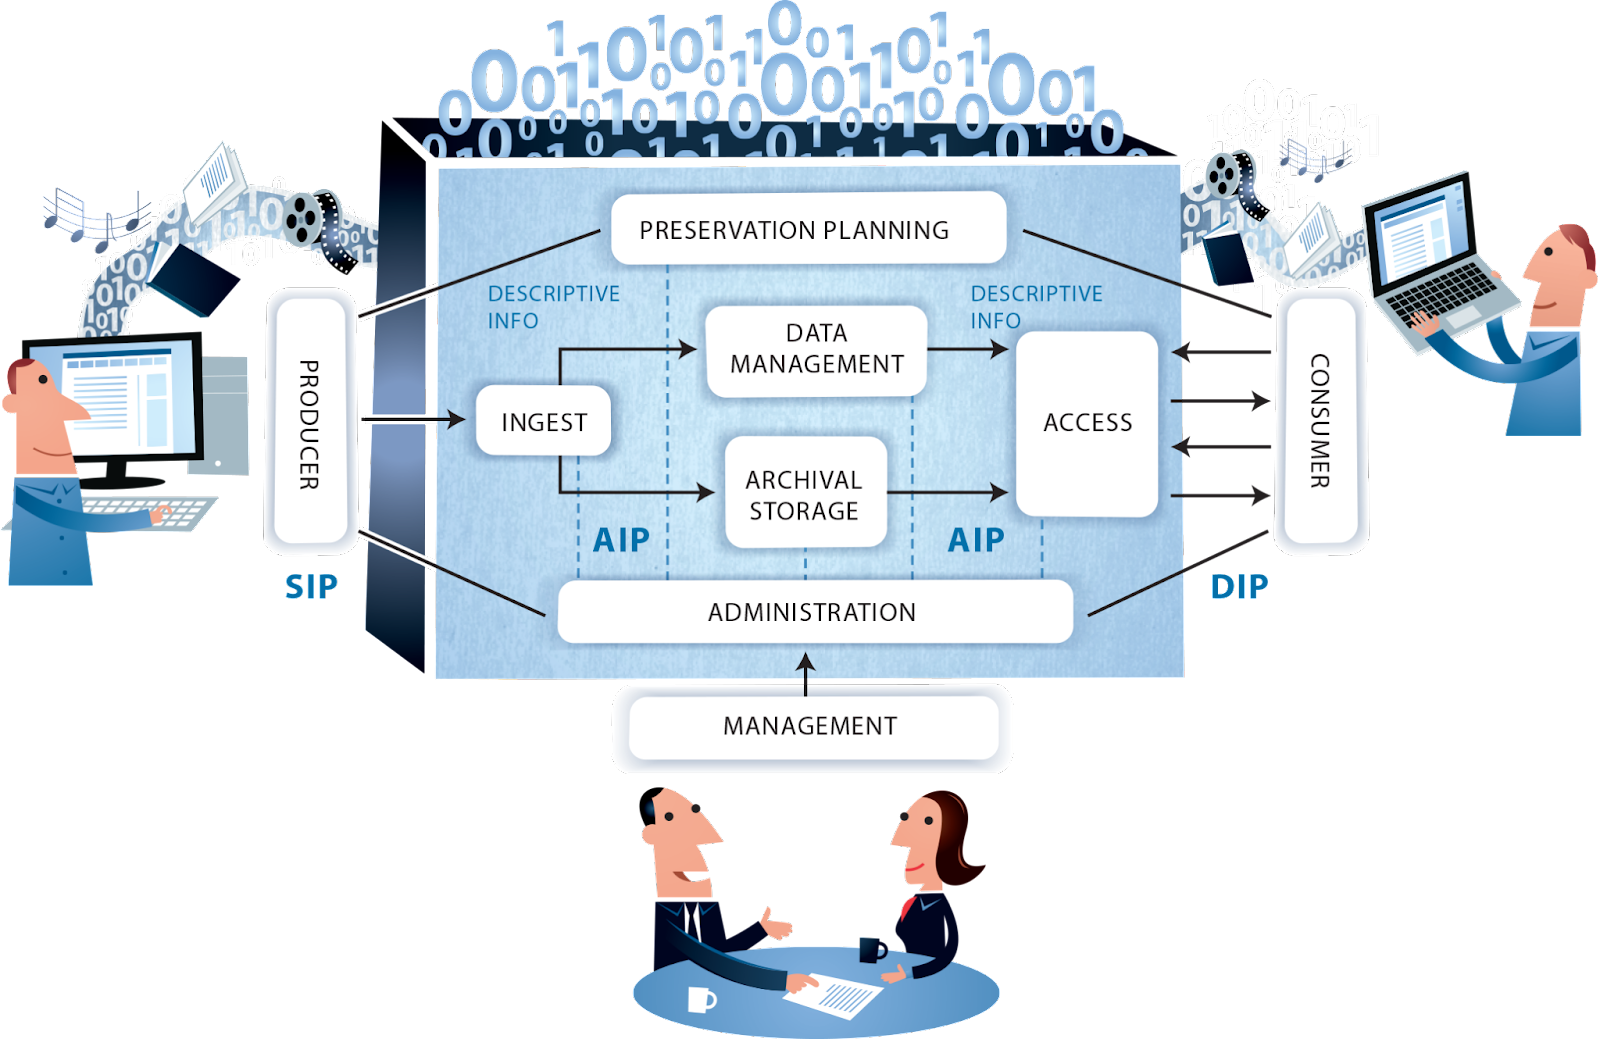 PRESERVATION PLANNING
DESCRIPTIVE
INFO
DESCRIPTIVE
INFO
DATA
MANAGEMENT
PRODUCER
INGEST
ACCESS
CONSUMER
ARCHIVAL
STORAGE
AIP
AIP
SIP
DIP
ADMINISTRATION
MANAGEMENT